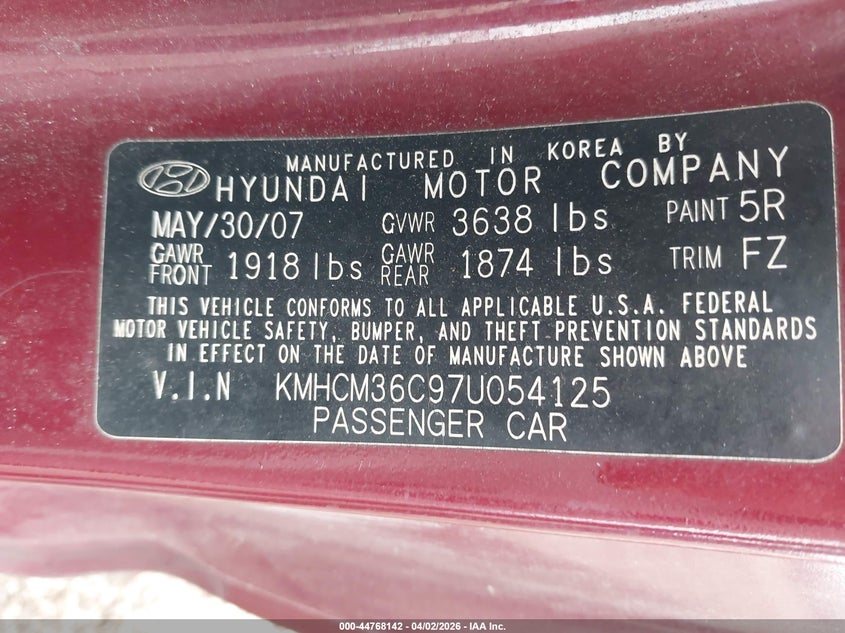 MANUFACTURED IN KOREA BY
HYUNDAI MOTOR COMPANY
MAY/30/07 GVWR 3638 lbs PAINT 5R
GAWR FRONT 1918 lbs GAWR REAR 1874 lbs TRIM FZ
THIS VEHICLE CONFORMS TO ALL APPLICABLE U.S.A. FEDERAL
MOTOR VEHICLE SAFETY, BUMPER, AND THEFT PREVENTION STANDARDS
IN EFFECT ON THE DATE OF MANUFACTURE SHOWN ABOVE
V.I.N KMHCM36C97U054125
PASSENGER CAR
000-44768142 - 04/02/2026 - IAA Inc.